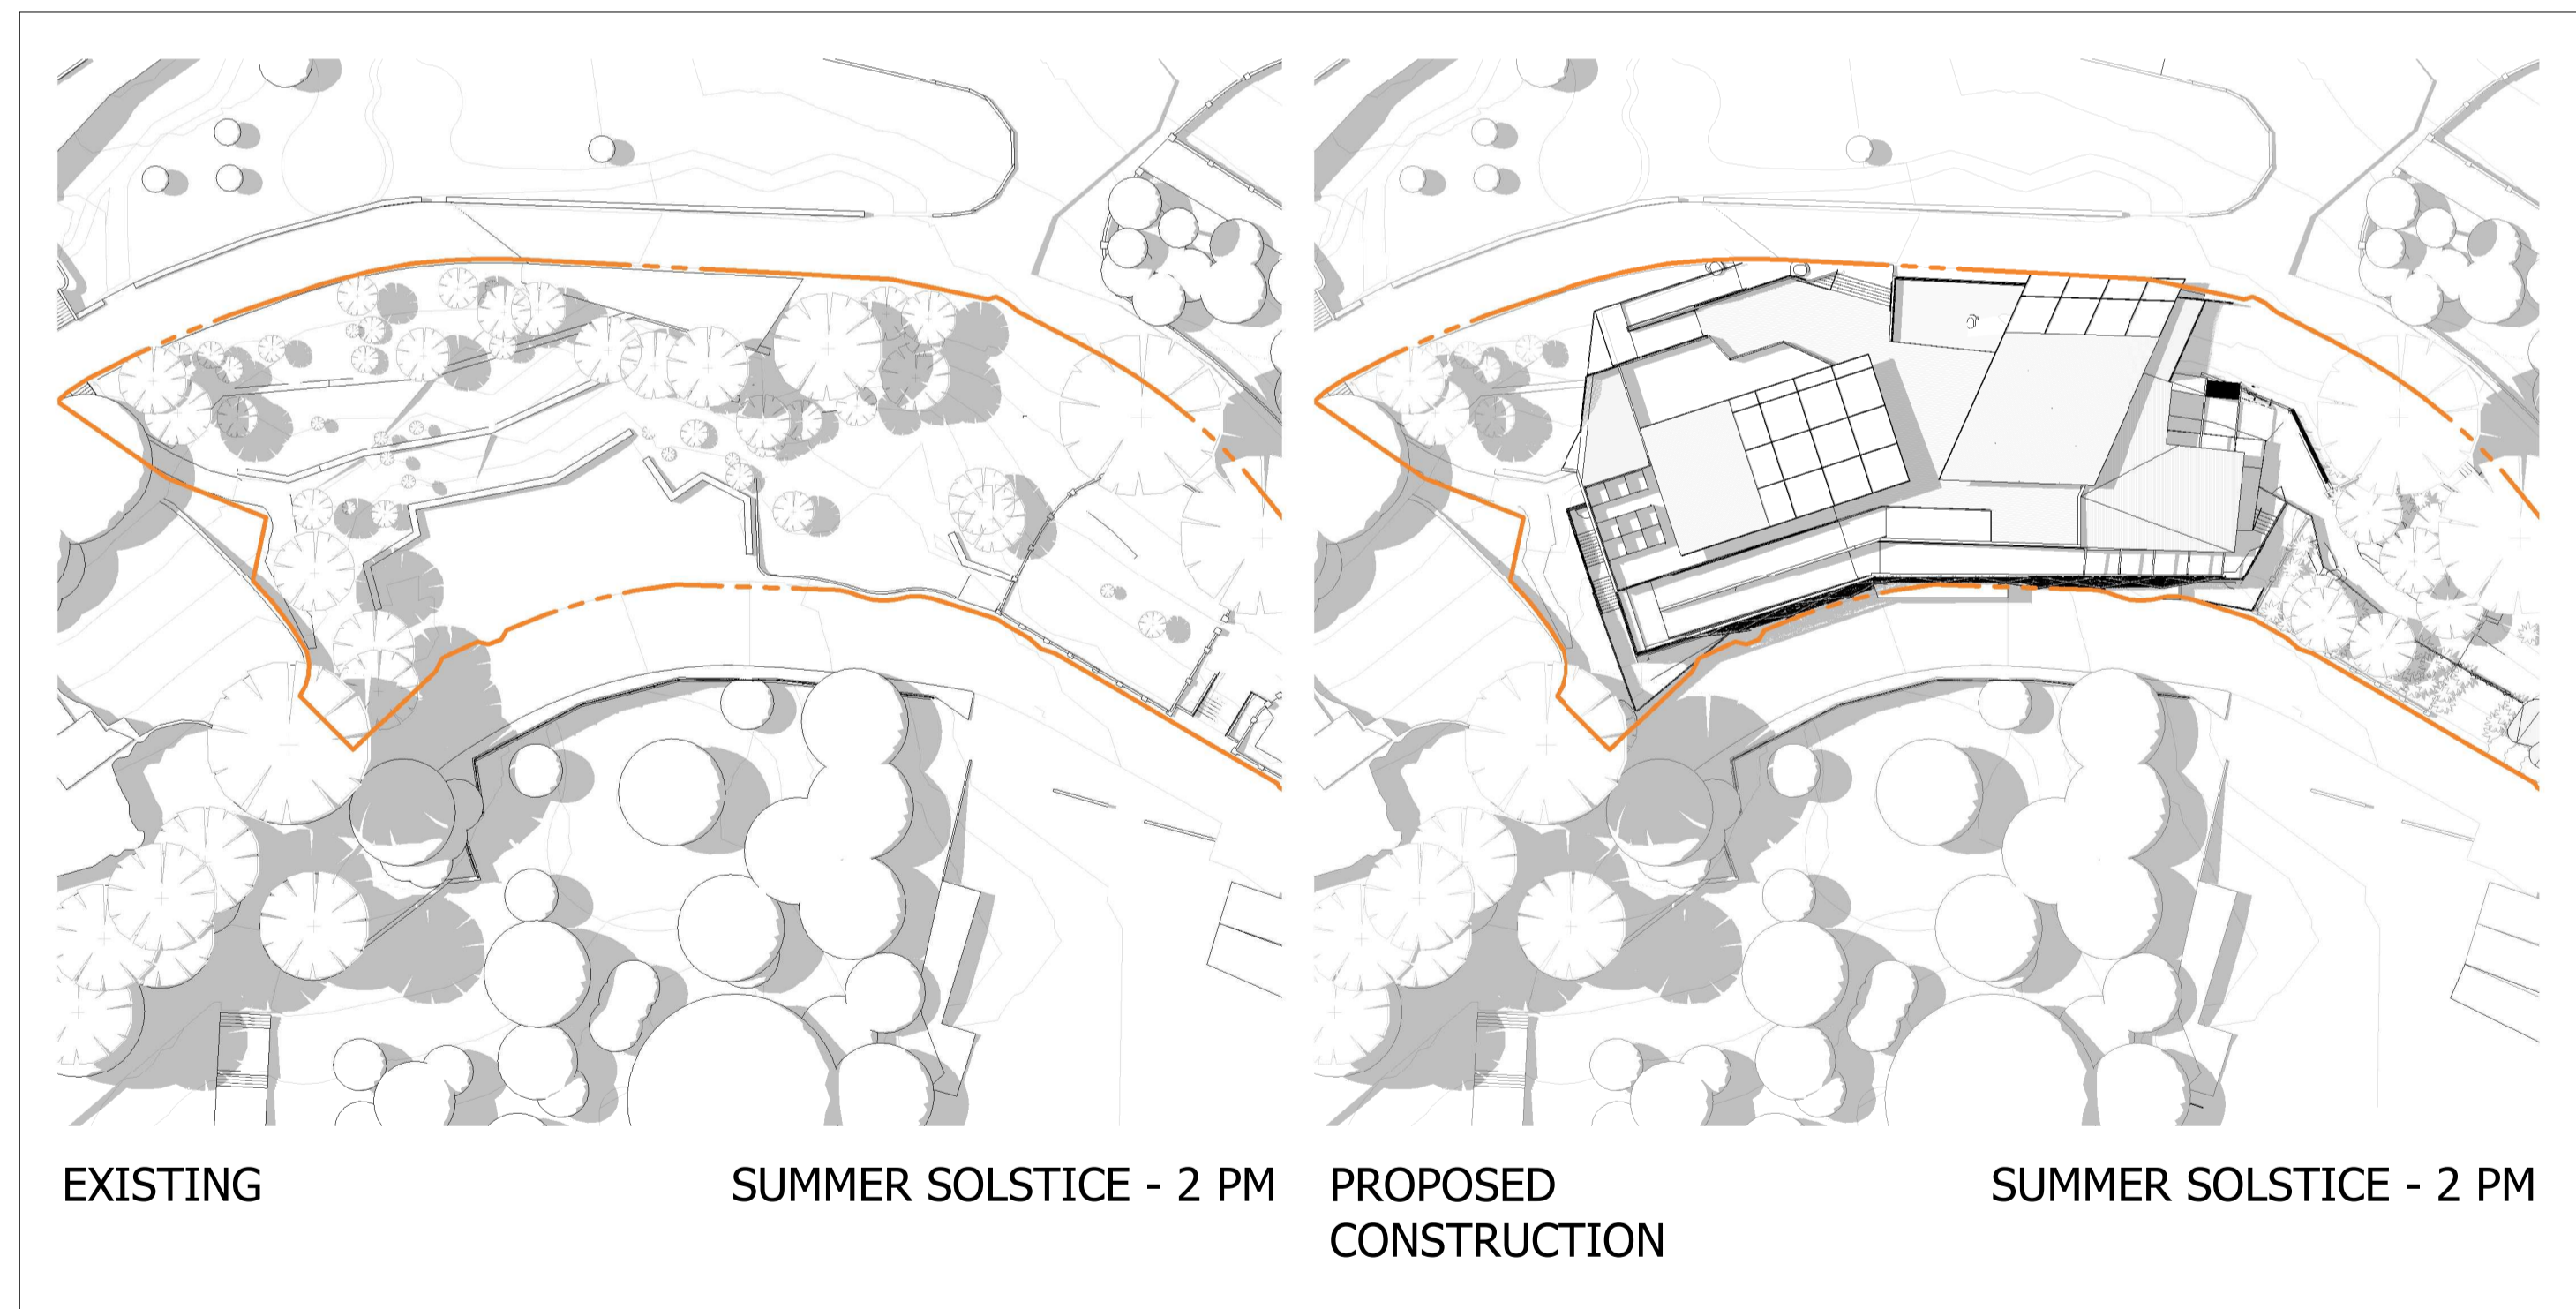 EXISTING
SUMMER SOLSTICE - 2 PM
PROPOSED
CONSTRUCTION
SUMMER SOLSTICE - 2 PM